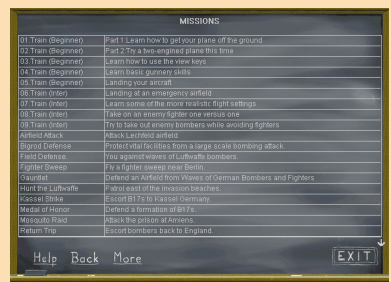 MISSIONS
01.Train (Beginner) Part 1:Learn how to get your plane off the ground
02.Train (Beginner) Part 2:Try a two-engined plane this time
03.Train (Beginner) Learn how to use the view keys
04.Train (Beginner) Learn basic gunnery skills
05.Train (Beginner) Landing your aircraft
06.Train (Inter) Landing at an emergency airfield
07.Train (Inter) Learn some of the more realistic flight settings
08.Train (Inter) Take on an enemy fighter one versus one
09.Train (Inter) Try to take out enemy bombers while avoiding fighters
Airfield Attack Attack Lechfeld airfield.
Bigrod Defense Protect vital facilities from a large scale bombing attack.
Field Defense You against waves of Luftwaffe bombers.
Fighter Sweep Fly a fighter sweep near Berlin.
Gauntlet Defend an Airfield from Waves of German Bombers and Fighters
Hunt the Luftwaffe Patrol east of the invasion beaches.
Kassel Strike Escort B17s to Kassel Germany.
Medal of Honor Defend a formation of B17s.
Mosquito Raid Attack the prison at Amiens.
Return Trip Escort bombers back to England.
Help Back More EXIT